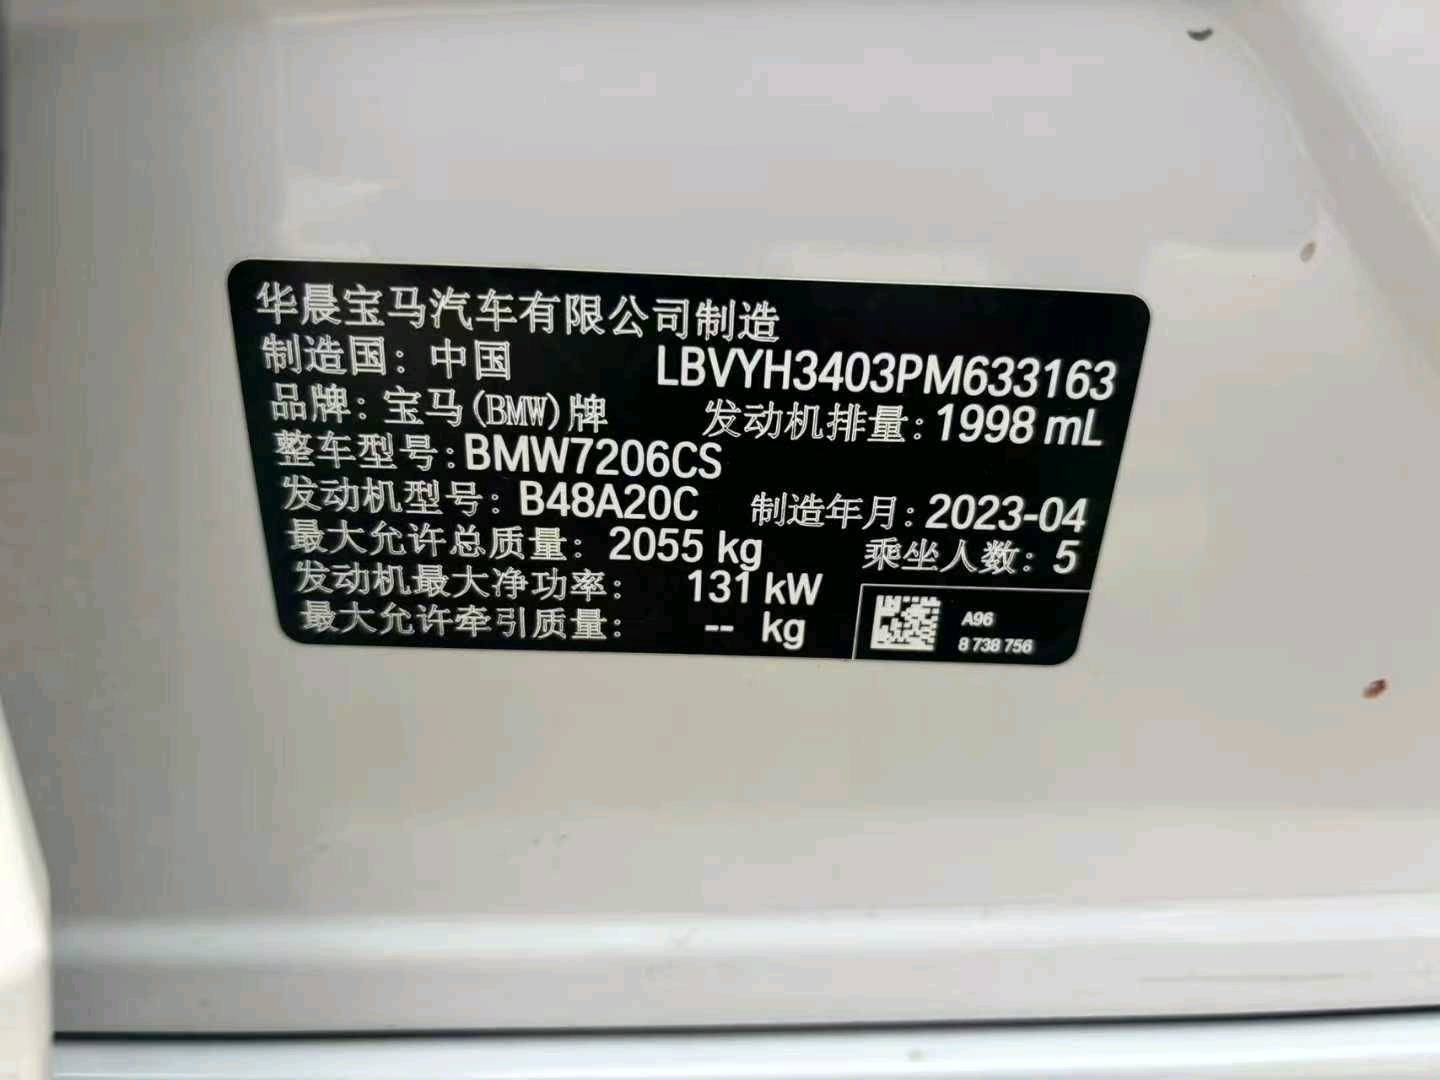 华晨宝马汽车有限公司制造
制造国：中国 LBVYH3403PM633163
品牌：宝马(BMW)牌 发动机排量：1998 mL
整车型号：BMW7206CS
发动机型号：B48A20C 制造年月：2023-04
最大允许总质量：2055 kg 乘坐人数：5
发动机最大净功率：131 kW
最大允许牵引质量：-- kg
A96
8 738 756